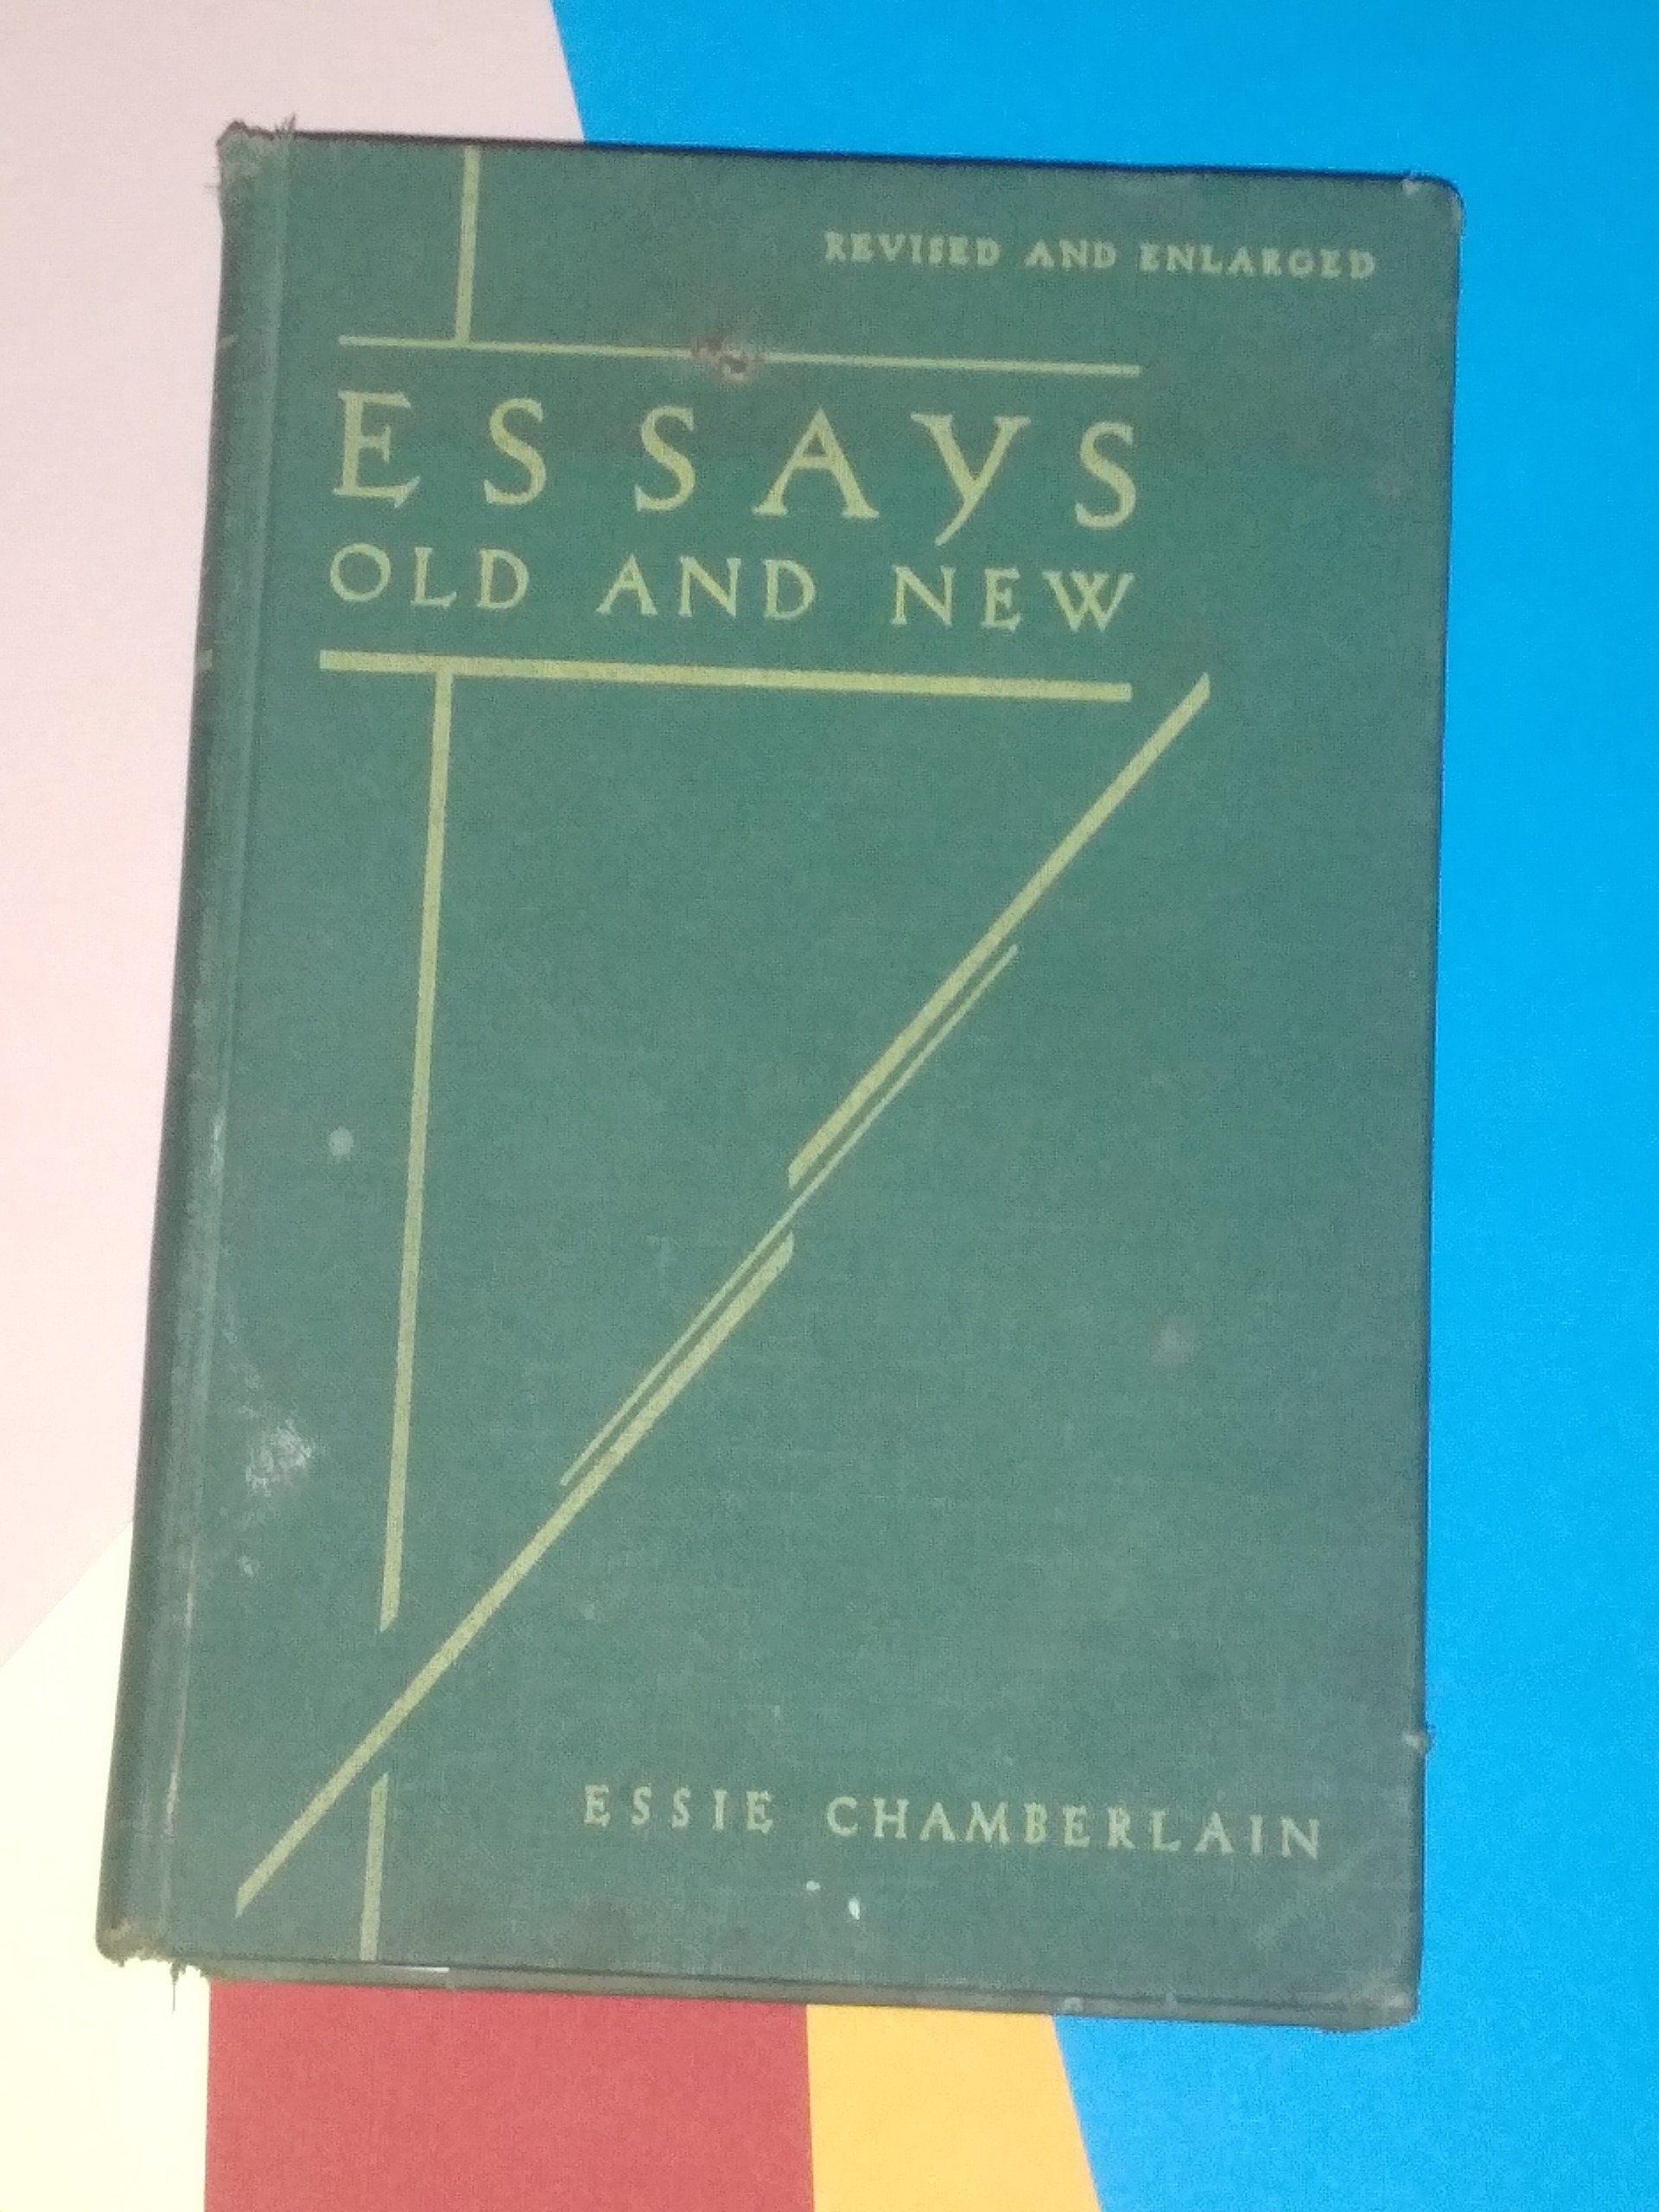 REVISED AND ENLARGED
ESSAYS
OLD AND NEW
ESSIE CHAMBERLAIN